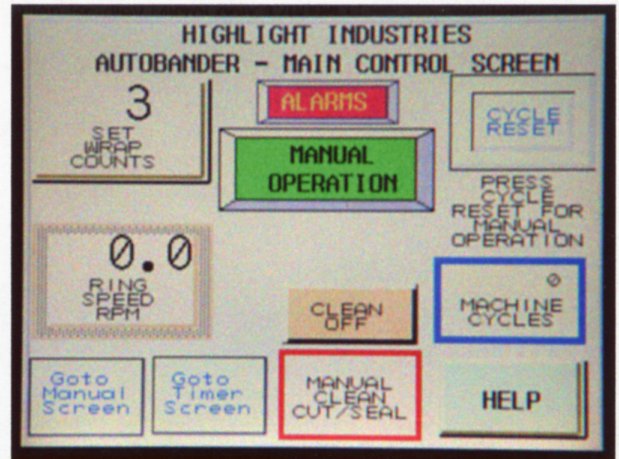 HIGHLIGHT INDUSTRIES
AUTOBANDER - MAIN CONTROL SCREEN
3
SET
WRAP
COUNTS
ALARMS
MANUAL
OPERATION
CYCLE
RESET
PRESS
CYCLE
RESET FOR
MANUAL
OPERATION
0.0
RING
SPEED
RPM
CLEAN
OFF
0
MACHINE
CYCLES
Goto
Manual
Screen
Goto
Timer
Screen
MANUAL
CLEAN
CUT/SEAL
HELP